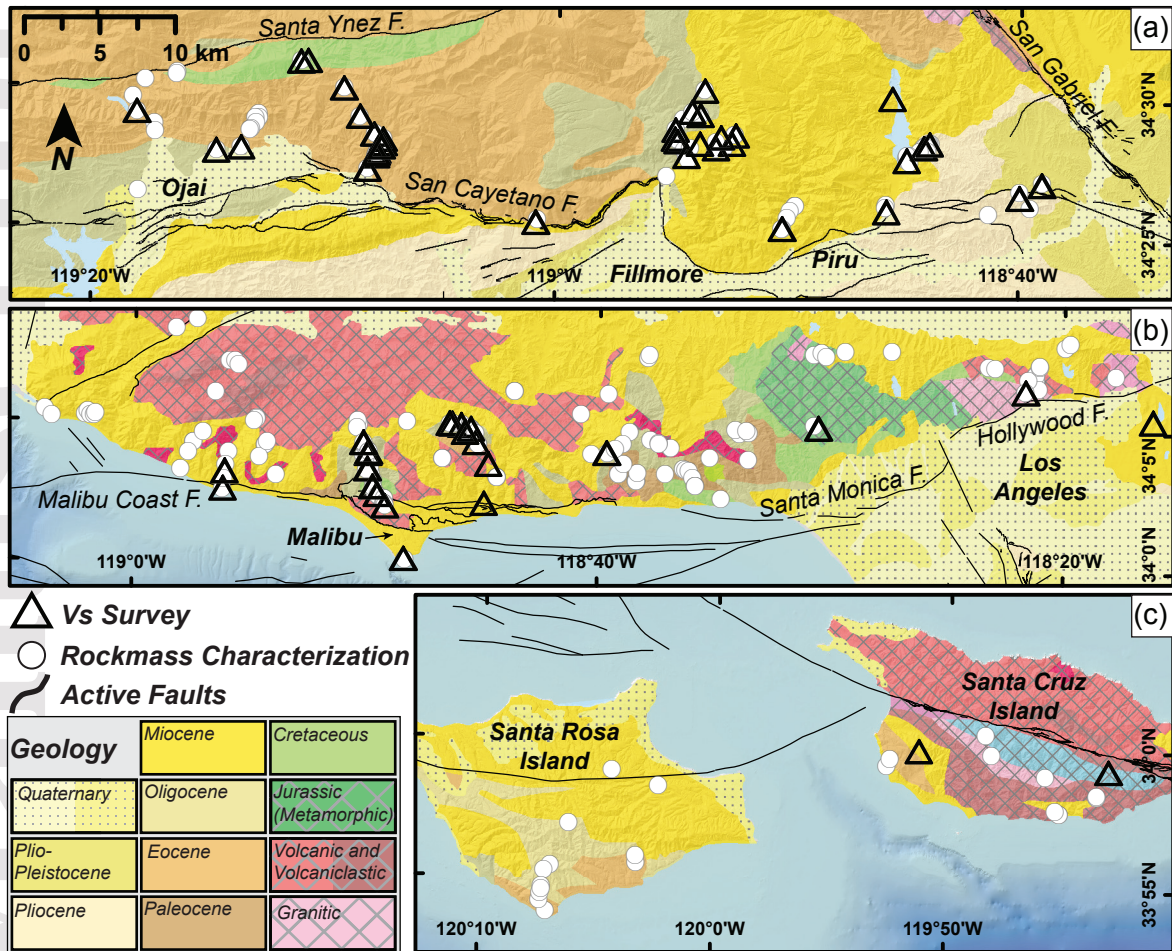 (a)
0 5 10 km
Santa Ynez F.
San Gabriel F.
34°30'N
N
Ojai
San Cayetano F.
Fillmore
Piru
34°25'N
119°20'W
119°W
118°40'W
(b)
Hollywood F.
34°5'N
Los
Angeles
Santa Monica F.
Malibu Coast F.
Malibu
119°0'W
118°40'W
118°20'W
34°0'N
Vs Survey
Rockmass Characterization
Active Faults
Geology
Miocene
Cretaceous
Quaternary
Oligocene
Jurassic
(Metamorphic)
Plio-
Pleistocene
Eocene
Volcanic and
Volcaniclastic
Pliocene
Paleocene
Granitic
(c)
Santa Cruz
Island
Santa Rosa
Island
34°0'N
33°55'N
120°10'W
120°0'W
119°50'W